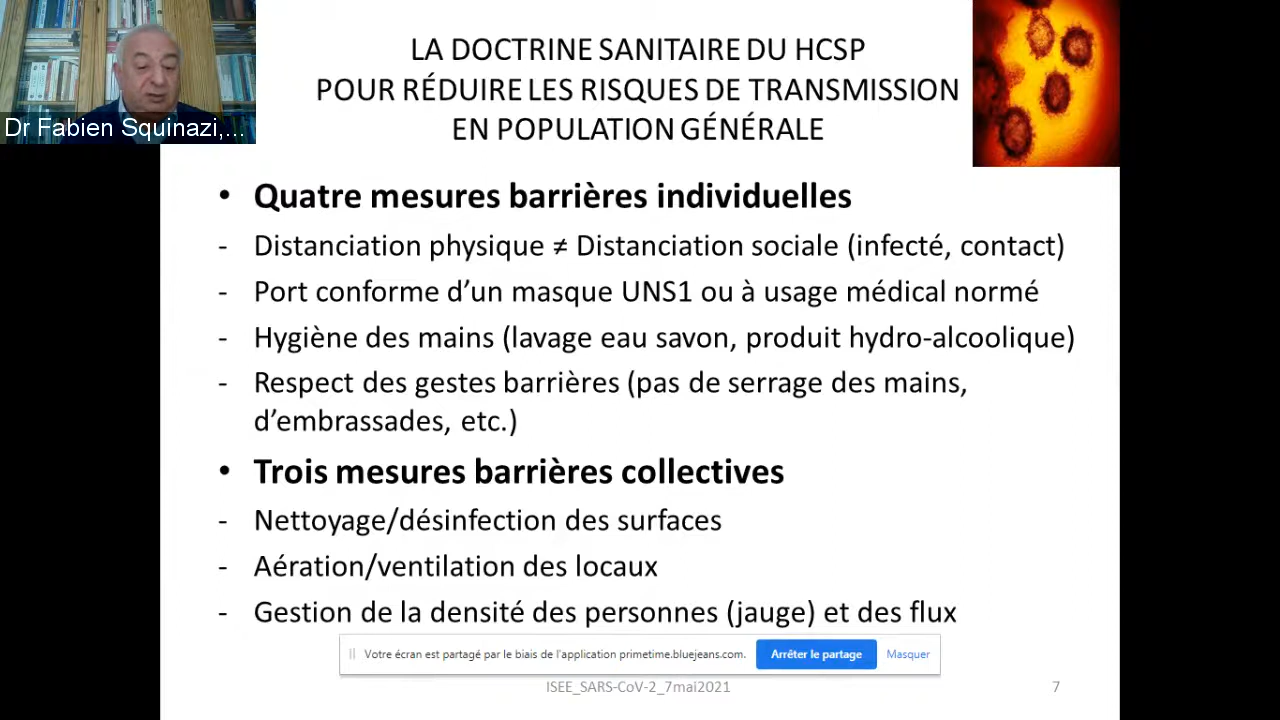 Dr Fabien Squinazi,...
LA DOCTRINE SANITAIRE DU HCSP
POUR RÉDUIRE LES RISQUES DE TRANSMISSION
EN POPULATION GÉNÉRALE
• Quatre mesures barrières individuelles
- Distanciation physique ≠ Distanciation sociale (infecté, contact)
- Port conforme d’un masque UNS1 ou à usage médical normé
- Hygiène des mains (lavage eau savon, produit hydro-alcoolique)
- Respect des gestes barrières (pas de serrage des mains,
d’embrassades, etc.)
• Trois mesures barrières collectives
- Nettoyage/désinfection des surfaces
- Aération/ventilation des locaux
- Gestion de la densité des personnes (jauge) et des flux
Votre écran est partagé par le biais de l'application primetime.bluejeans.com. Arrêter le partage Masquer
ISEE_SARS-CoV-2_7mai2021 7